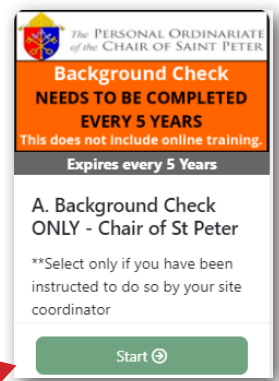 The PERSONAL ORDINARIATE
of the CHAIR OF SAINT PETER
Background Check
NEEDS TO BE COMPLETED
EVERY 5 YEARS
This does not include online training.
Expires every 5 Years
A. Background Check
ONLY - Chair of St Peter
**Select only if you have been
instructed to do so by your site
coordinator
Start